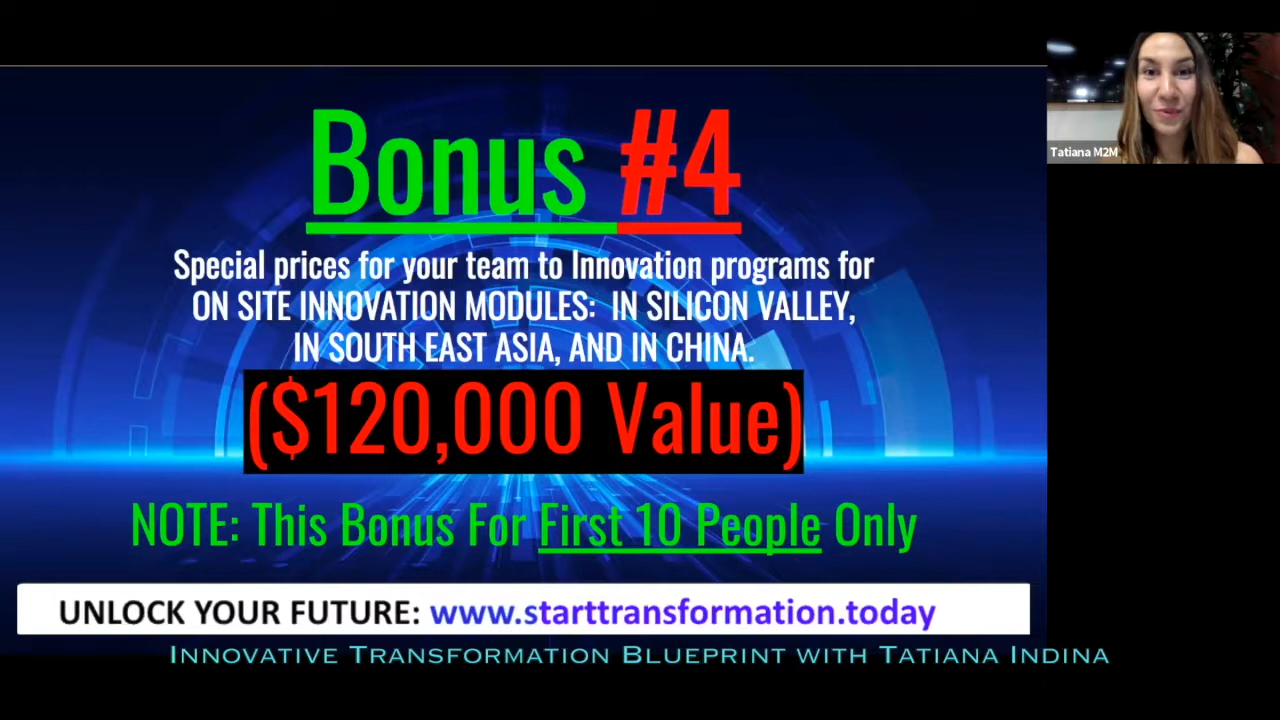 Bonus #4
Special prices for your team to Innovation programs for
ON SITE INNOVATION MODULES: IN SILICON VALLEY,
IN SOUTH EAST ASIA, AND IN CHINA.
($120,000 Value)
NOTE: This Bonus For First 10 People Only
UNLOCK YOUR FUTURE: www.starttransformation.today
INNOVATIVE TRANSFORMATION BLUEPRINT WITH TATIANA INDINA
Tatiana M2M